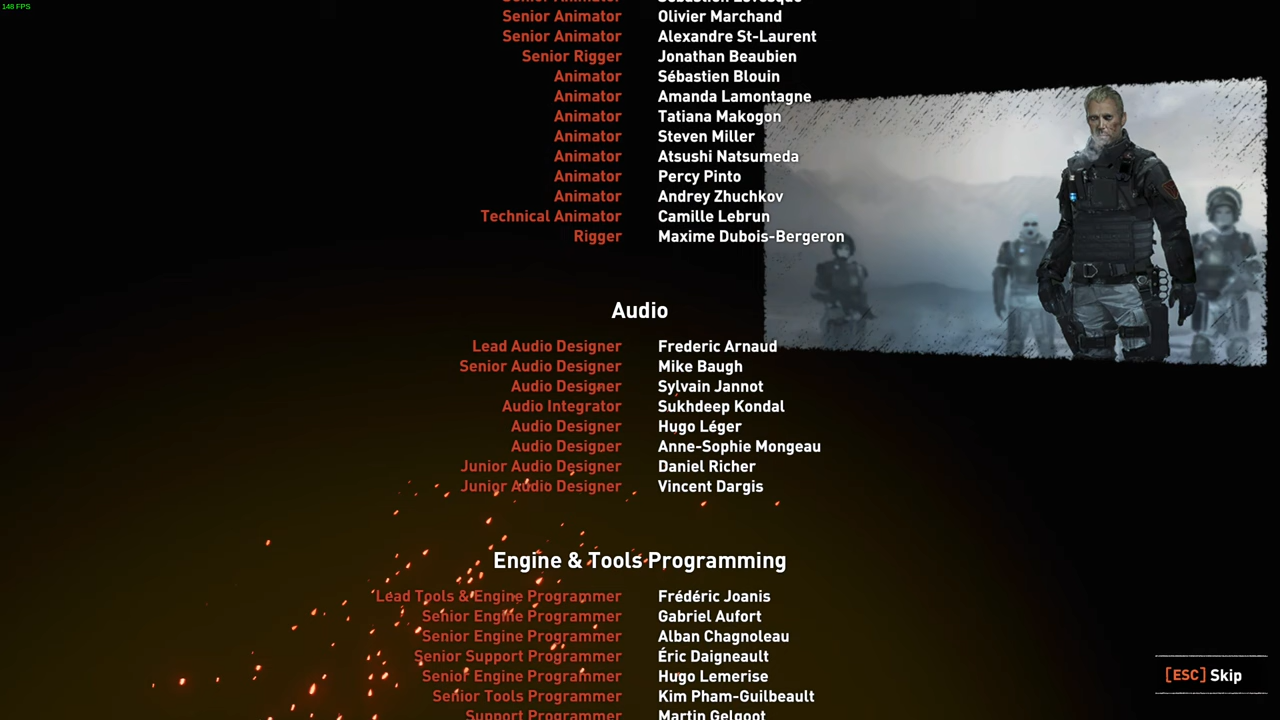 148 FPS
Senior Animator Sébastien Lévesque
Senior Animator Olivier Marchand
Senior Animator Alexandre St-Laurent
Senior Rigger Jonathan Beaubien
Animator Sébastien Blouin
Animator Amanda Lamontagne
Animator Tatiana Makogon
Animator Steven Miller
Animator Atsushi Natsumeda
Animator Percy Pinto
Animator Andrey Zhuchkov
Technical Animator Camille Lebrun
Rigger Maxime Dubois-Bergeron
Audio
Lead Audio Designer Frederic Arnaud
Senior Audio Designer Mike Baugh
Audio Designer Sylvain Jannot
Audio Integrator Sukhdeep Kondal
Audio Designer Hugo Léger
Audio Designer Anne-Sophie Mongeau
Junior Audio Designer Daniel Richer
Junior Audio Designer Vincent Dargis
Engine & Tools Programming
Lead Tools & Engine Programmer Frédéric Joanis
Senior Engine Programmer Gabriel Aufort
Senior Engine Programmer Alban Chagnoleau
Senior Support Programmer Éric Daigneault
Senior Engine Programmer Hugo Lemerise
Senior Tools Programmer Kim Pham-Guilbeault
Support Programmer Martin Gelgoot
[ESC] Skip